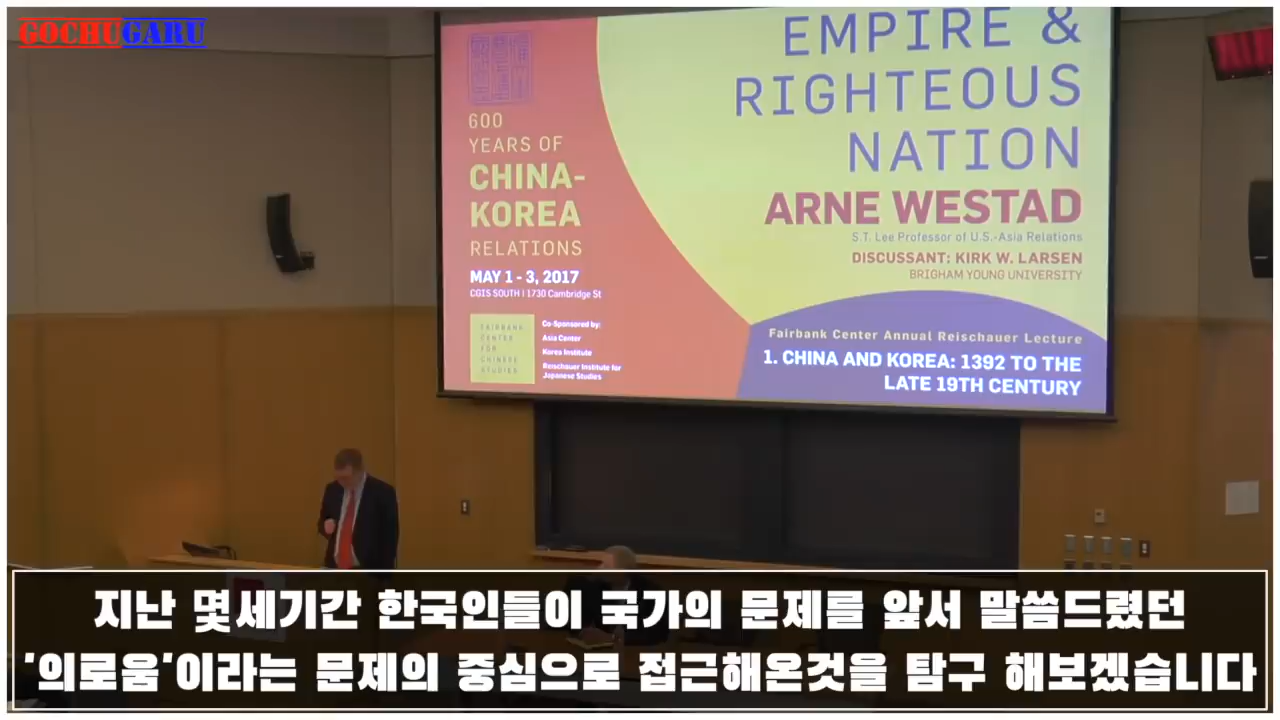 GOCHUGARU
EMPIRE &
RIGHTEOUS
NATION
ARNE WESTAD
S.T. Lee Professor of U.S.-Asia Relations
DISCUSSANT: KIRK W. LARSEN
BRIGHAM YOUNG UNIVERSITY
600
YEARS OF
CHINA-
KOREA
RELATIONS
MAY 1 - 3, 2017
CGIS SOUTH | 1730 Cambridge St
FAIRBANK
CENTER
FOR
CHINESE
STUDIES
Co-Sponsored by:
Asia Center
Korea Institute
Reischauer Institute for
Japanese Studies
Fairbank Center Annual Reischauer Lecture
1. CHINA AND KOREA: 1392 TO THE
LATE 19TH CENTURY
지난 몇세기간 한국인들이 국가의 문제를 앞서 말씀드렸던
'의로움'이라는 문제의 중심으로 접근해온것을 탐구 해보겠습니다